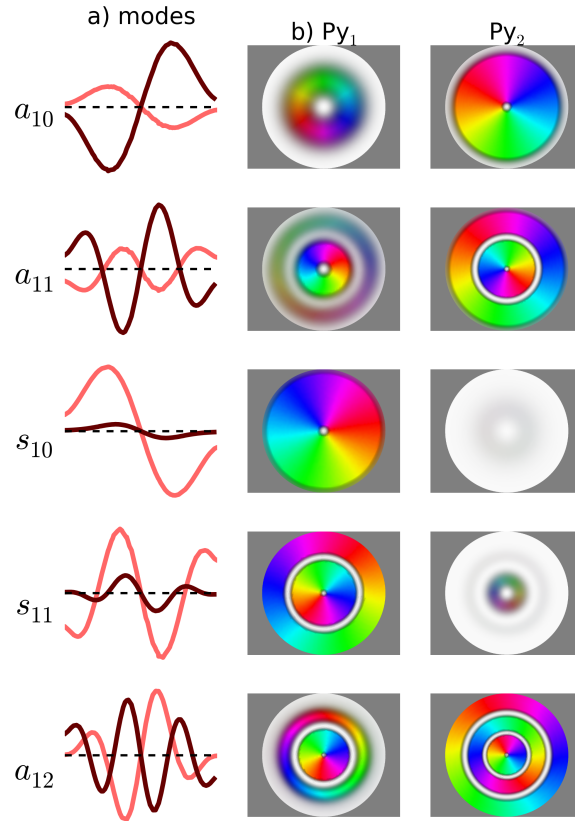 a) modes
b) Py₁
Py₂
a₁₀
a₁₁
s₁₀
s₁₁
a₁₂